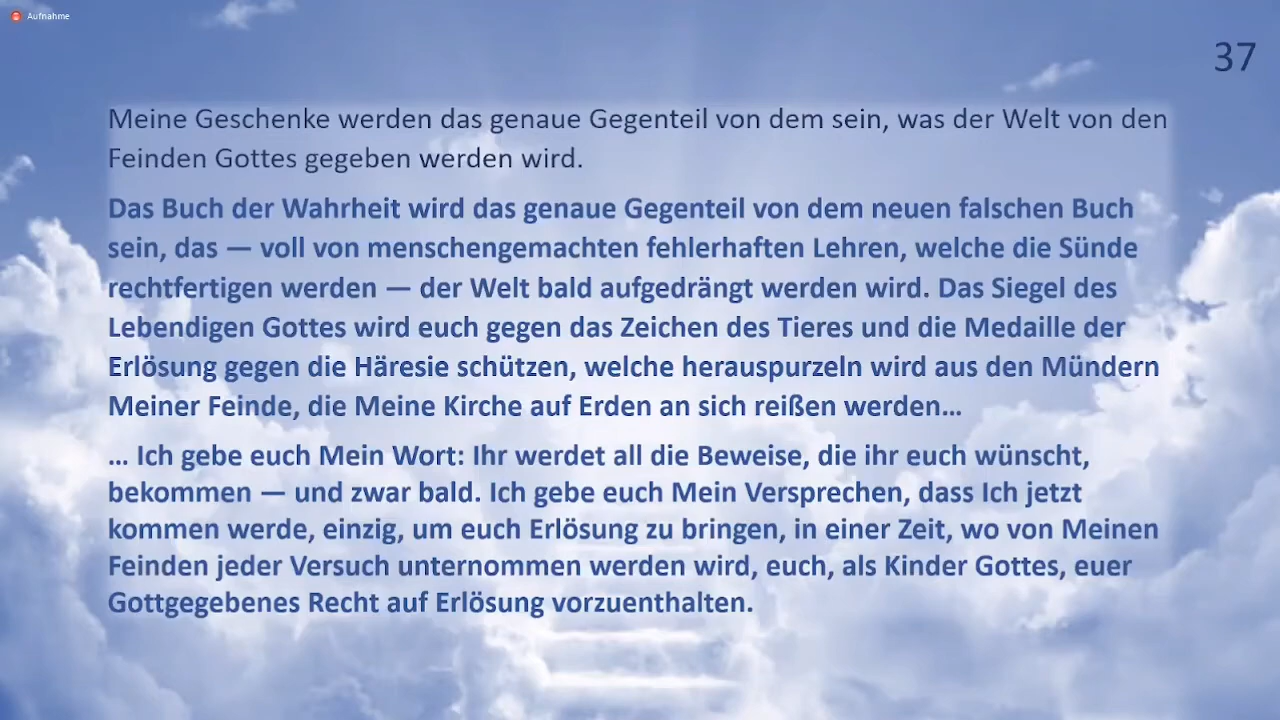 Aufnahme
37
Meine Geschenke werden das genaue Gegenteil von dem sein, was der Welt von den
Feinden Gottes gegeben werden wird.
Das Buch der Wahrheit wird das genaue Gegenteil von dem neuen falschen Buch
sein, das — voll von menschengemachten fehlerhaften Lehren, welche die Sünde
rechtfertigen werden — der Welt bald aufgedrängt werden wird. Das Siegel des
Lebendigen Gottes wird euch gegen das Zeichen des Tieres und die Medaille der
Erlösung gegen die Häresie schützen, welche herauspurzeln wird aus den Mündern
Meiner Feinde, die Meine Kirche auf Erden an sich reißen werden…
… Ich gebe euch Mein Wort: Ihr werdet all die Beweise, die ihr euch wünscht,
bekommen — und zwar bald. Ich gebe euch Mein Versprechen, dass Ich jetzt
kommen werde, einzig, um euch Erlösung zu bringen, in einer Zeit, wo von Meinen
Feinden jeder Versuch unternommen werden wird, euch, als Kinder Gottes, euer
Gottgegebenes Recht auf Erlösung vorzuenthalten.